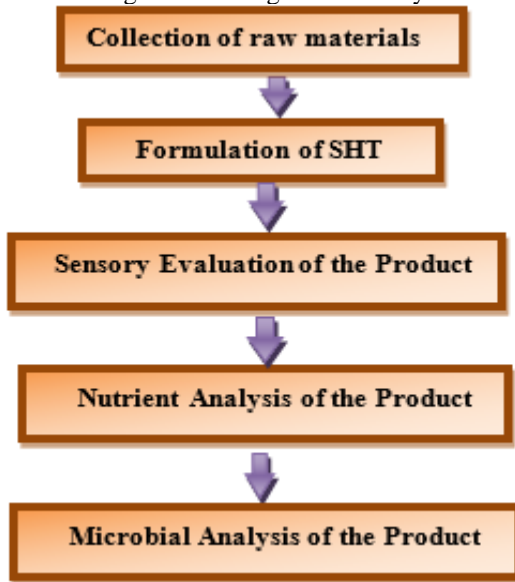 Collection of raw materials
Formulation of SHT
Sensory Evaluation of the Product
Nutrient Analysis of the Product
Microbial Analysis of the Product